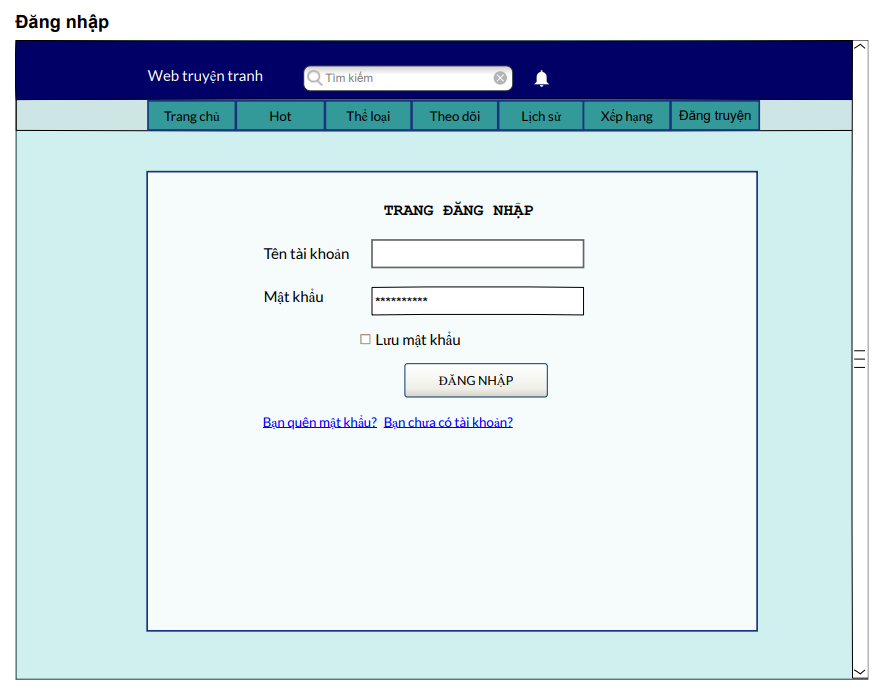 Đăng nhập
Web truyện tranh
Tìm kiếm
Trang chủ Hot Thể loại Theo dõi Lịch sử Xếp hạng Đăng truyện
TRANG ĐĂNG NHẬP
Tên tài khoản
Mật khẩu **********
Lưu mật khẩu
ĐĂNG NHẬP
Bạn quên mật khẩu? Bạn chưa có tài khoản?